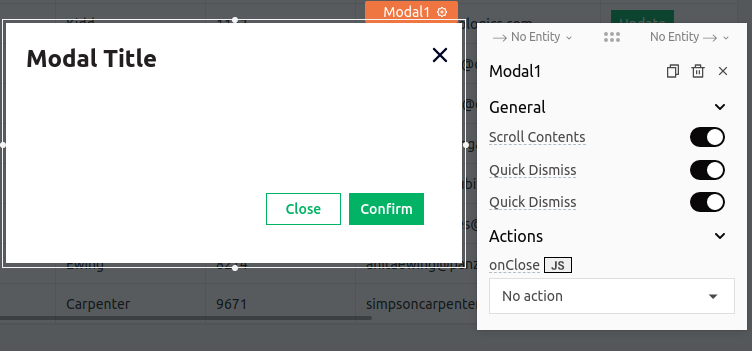 Kidd
Modal1
Update
Modal Title
No Entity
No Entity
Modal1
General
Scroll Contents
Quick Dismiss
Quick Dismiss
Close
Confirm
Actions
onClose JS
No action
Ewing
Carpenter 9671 simpsoncarpenter